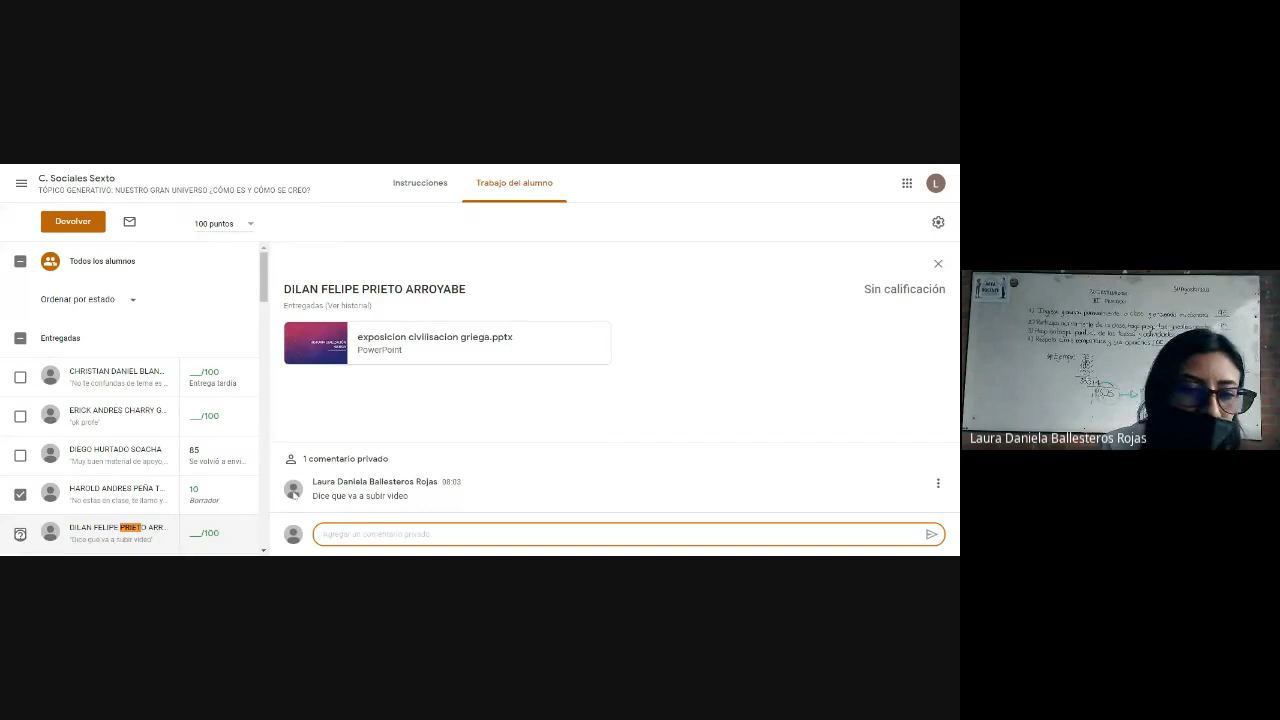 C. Sociales Sexto
TÓPICO GENERATIVO: NUESTRO GRAN UNIVERSO ¿CÓMO ES Y CÓMO SE CREO?
Instrucciones
Trabajo del alumno
L
Devolver
100 puntos
Todos los alumnos
Ordenar por estado
Entregadas
CHRISTIAN DANIEL BLAN...
"No te confundas de tema es ...
__/100
Entrega tardía
ERICK ANDRES CHARRY G...
"ok profe"
__/100
DIEGO HURTADO SOACHA
"Muy buen material de apoyo,...
85
Se volvió a envi...
HAROLD ANDRES PEÑA T...
"No estas en clase, te llamo y...
10
Borrador
DILAN FELIPE PRIETO ARR...
"Dice que va a subir video"
__/100
DILAN FELIPE PRIETO ARROYABE
Sin calificación
Entregadas (Ver historial)
exposicion civilisacion griega.pptx
PowerPoint
1 comentario privado
Laura Daniela Ballesteros Rojas 08:03
Dice que va a subir video
Agregar un comentario privado.
Laura Daniela Ballesteros Rojas